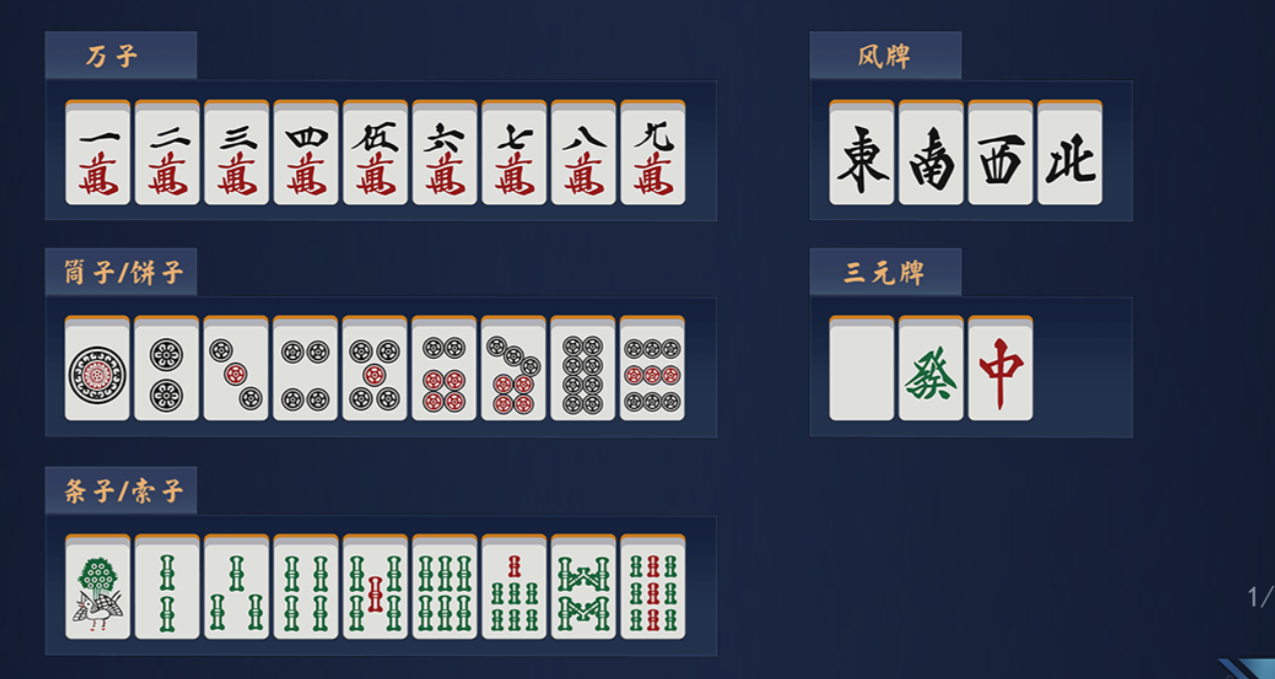 万子
一萬 二萬 三萬 四萬 伍萬 六萬 七萬 八萬 九萬
风牌
東 南 西 北
筒子/饼子
三元牌
發 中
条子/索子
1/